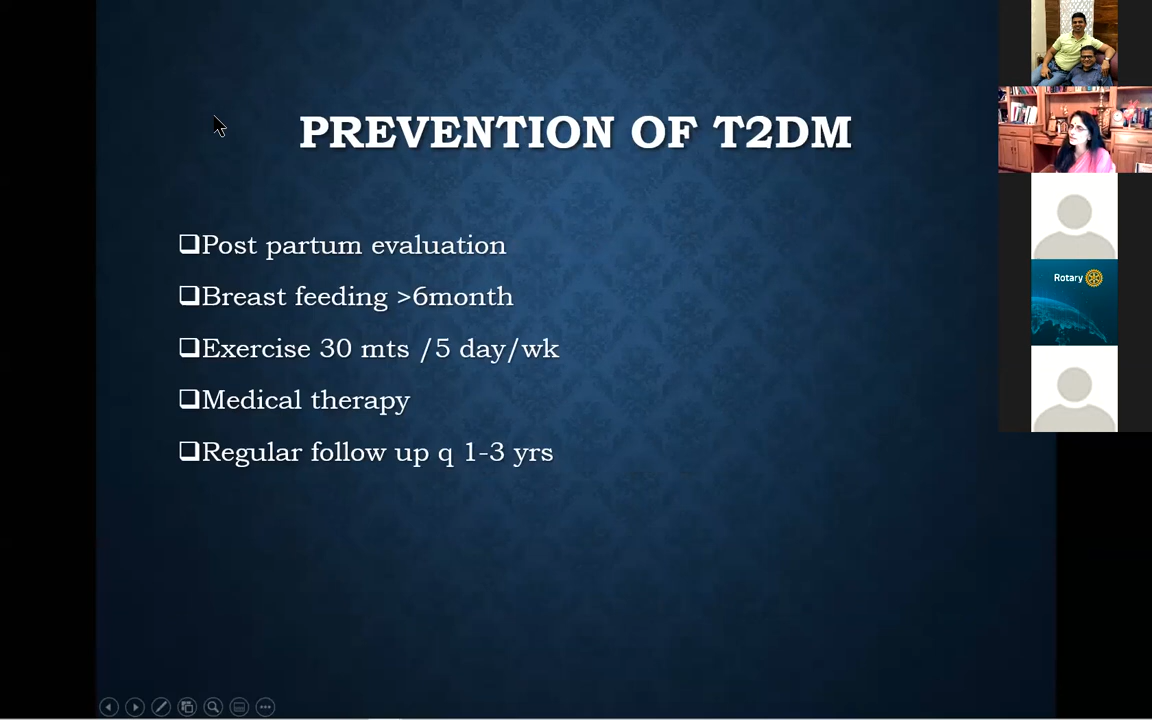 PREVENTION OF T2DM
❑Post partum evaluation
❑Breast feeding >6month
❑Exercise 30 mts /5 day/wk
❑Medical therapy
❑Regular follow up q 1-3 yrs
Rotary